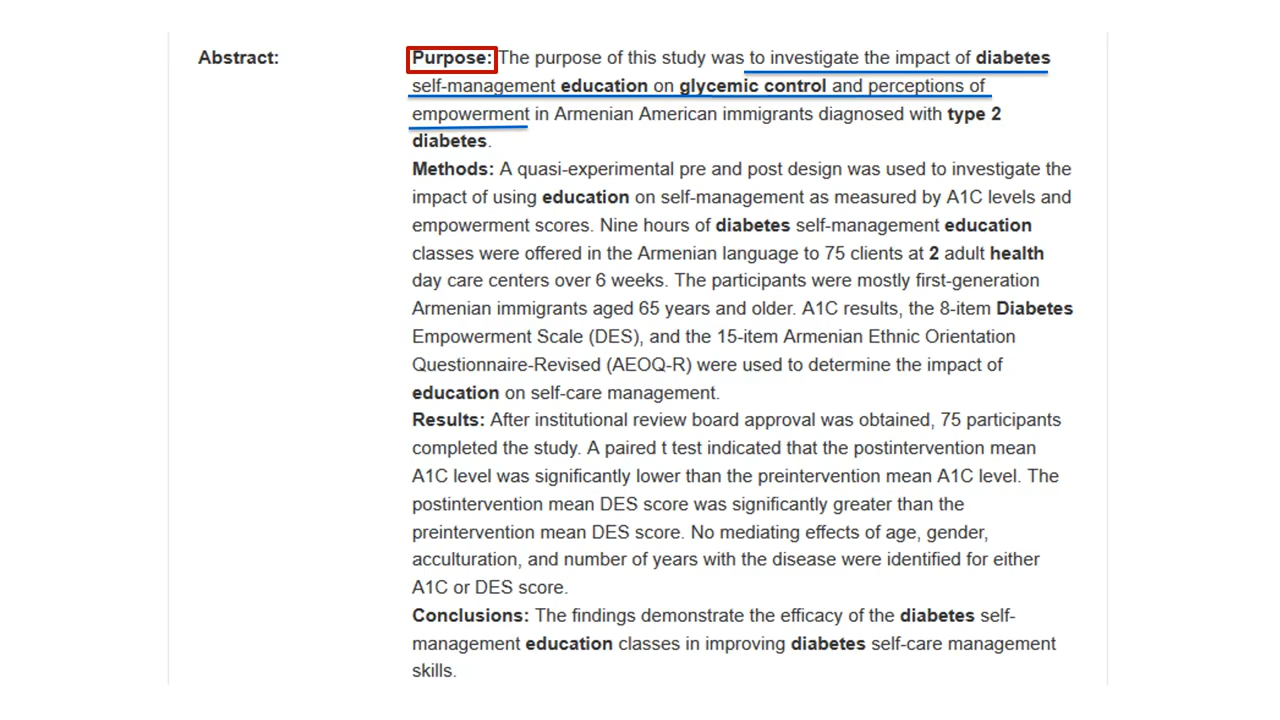 Abstract:
Purpose: The purpose of this study was to investigate the impact of diabetes
self-management education on glycemic control and perceptions of
empowerment in Armenian American immigrants diagnosed with type 2
diabetes.
Methods: A quasi-experimental pre and post design was used to investigate the
impact of using education on self-management as measured by A1C levels and
empowerment scores. Nine hours of diabetes self-management education
classes were offered in the Armenian language to 75 clients at 2 adult health
day care centers over 6 weeks. The participants were mostly first-generation
Armenian immigrants aged 65 years and older. A1C results, the 8-item Diabetes
Empowerment Scale (DES), and the 15-item Armenian Ethnic Orientation
Questionnaire-Revised (AEOQ-R) were used to determine the impact of
education on self-care management.
Results: After institutional review board approval was obtained, 75 participants
completed the study. A paired t test indicated that the postintervention mean
A1C level was significantly lower than the preintervention mean A1C level. The
postintervention mean DES score was significantly greater than the
preintervention mean DES score. No mediating effects of age, gender,
acculturation, and number of years with the disease were identified for either
A1C or DES score.
Conclusions: The findings demonstrate the efficacy of the diabetes self-
management education classes in improving diabetes self-care management
skills.